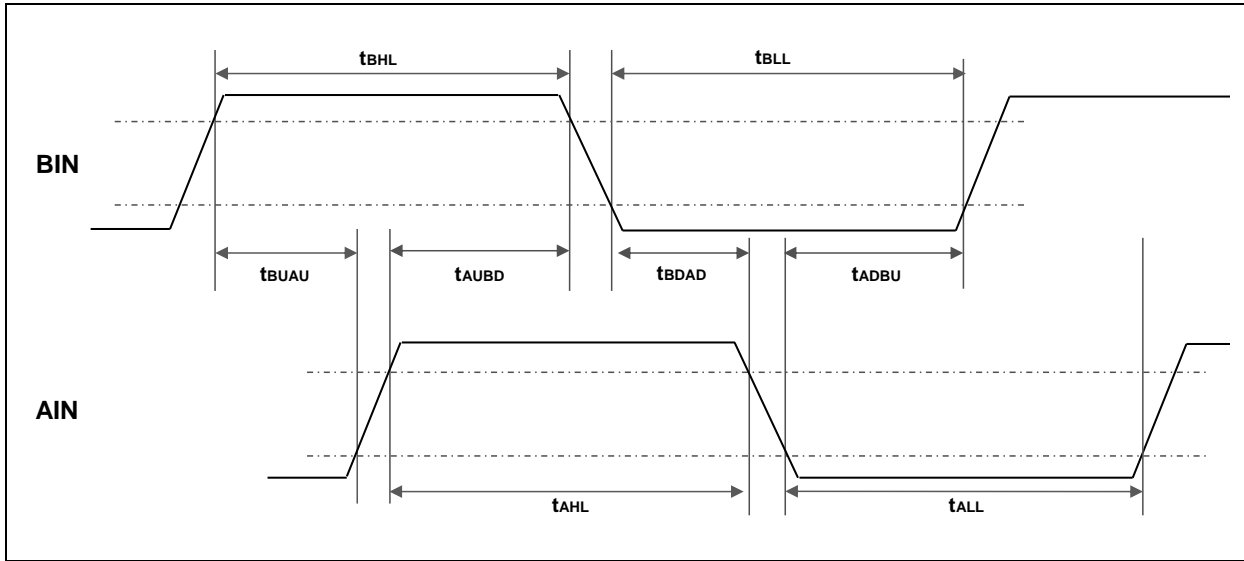 tBHL
tBLL
BIN
tBUAU
tAUBD
tBDAD
tADBU
AIN
tAHL
tALL